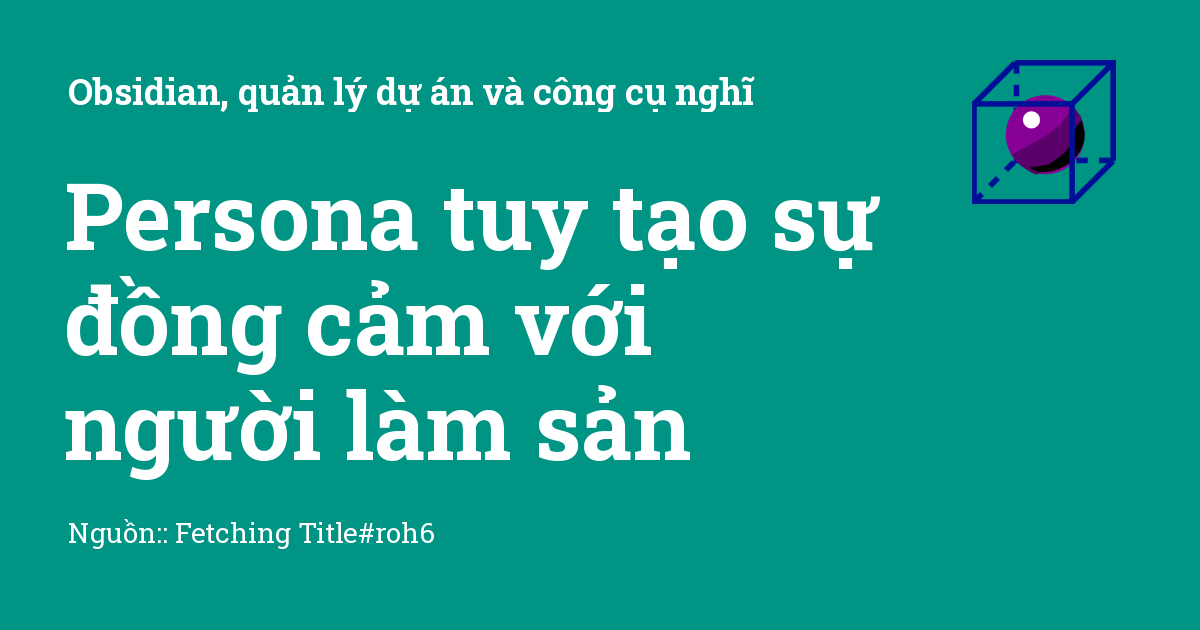 Obsidian, quản lý dự án và công cụ nghĩ
Persona tuy tạo sự
đồng cảm với
người làm sản
Nguồn:: Fetching Title#roh6